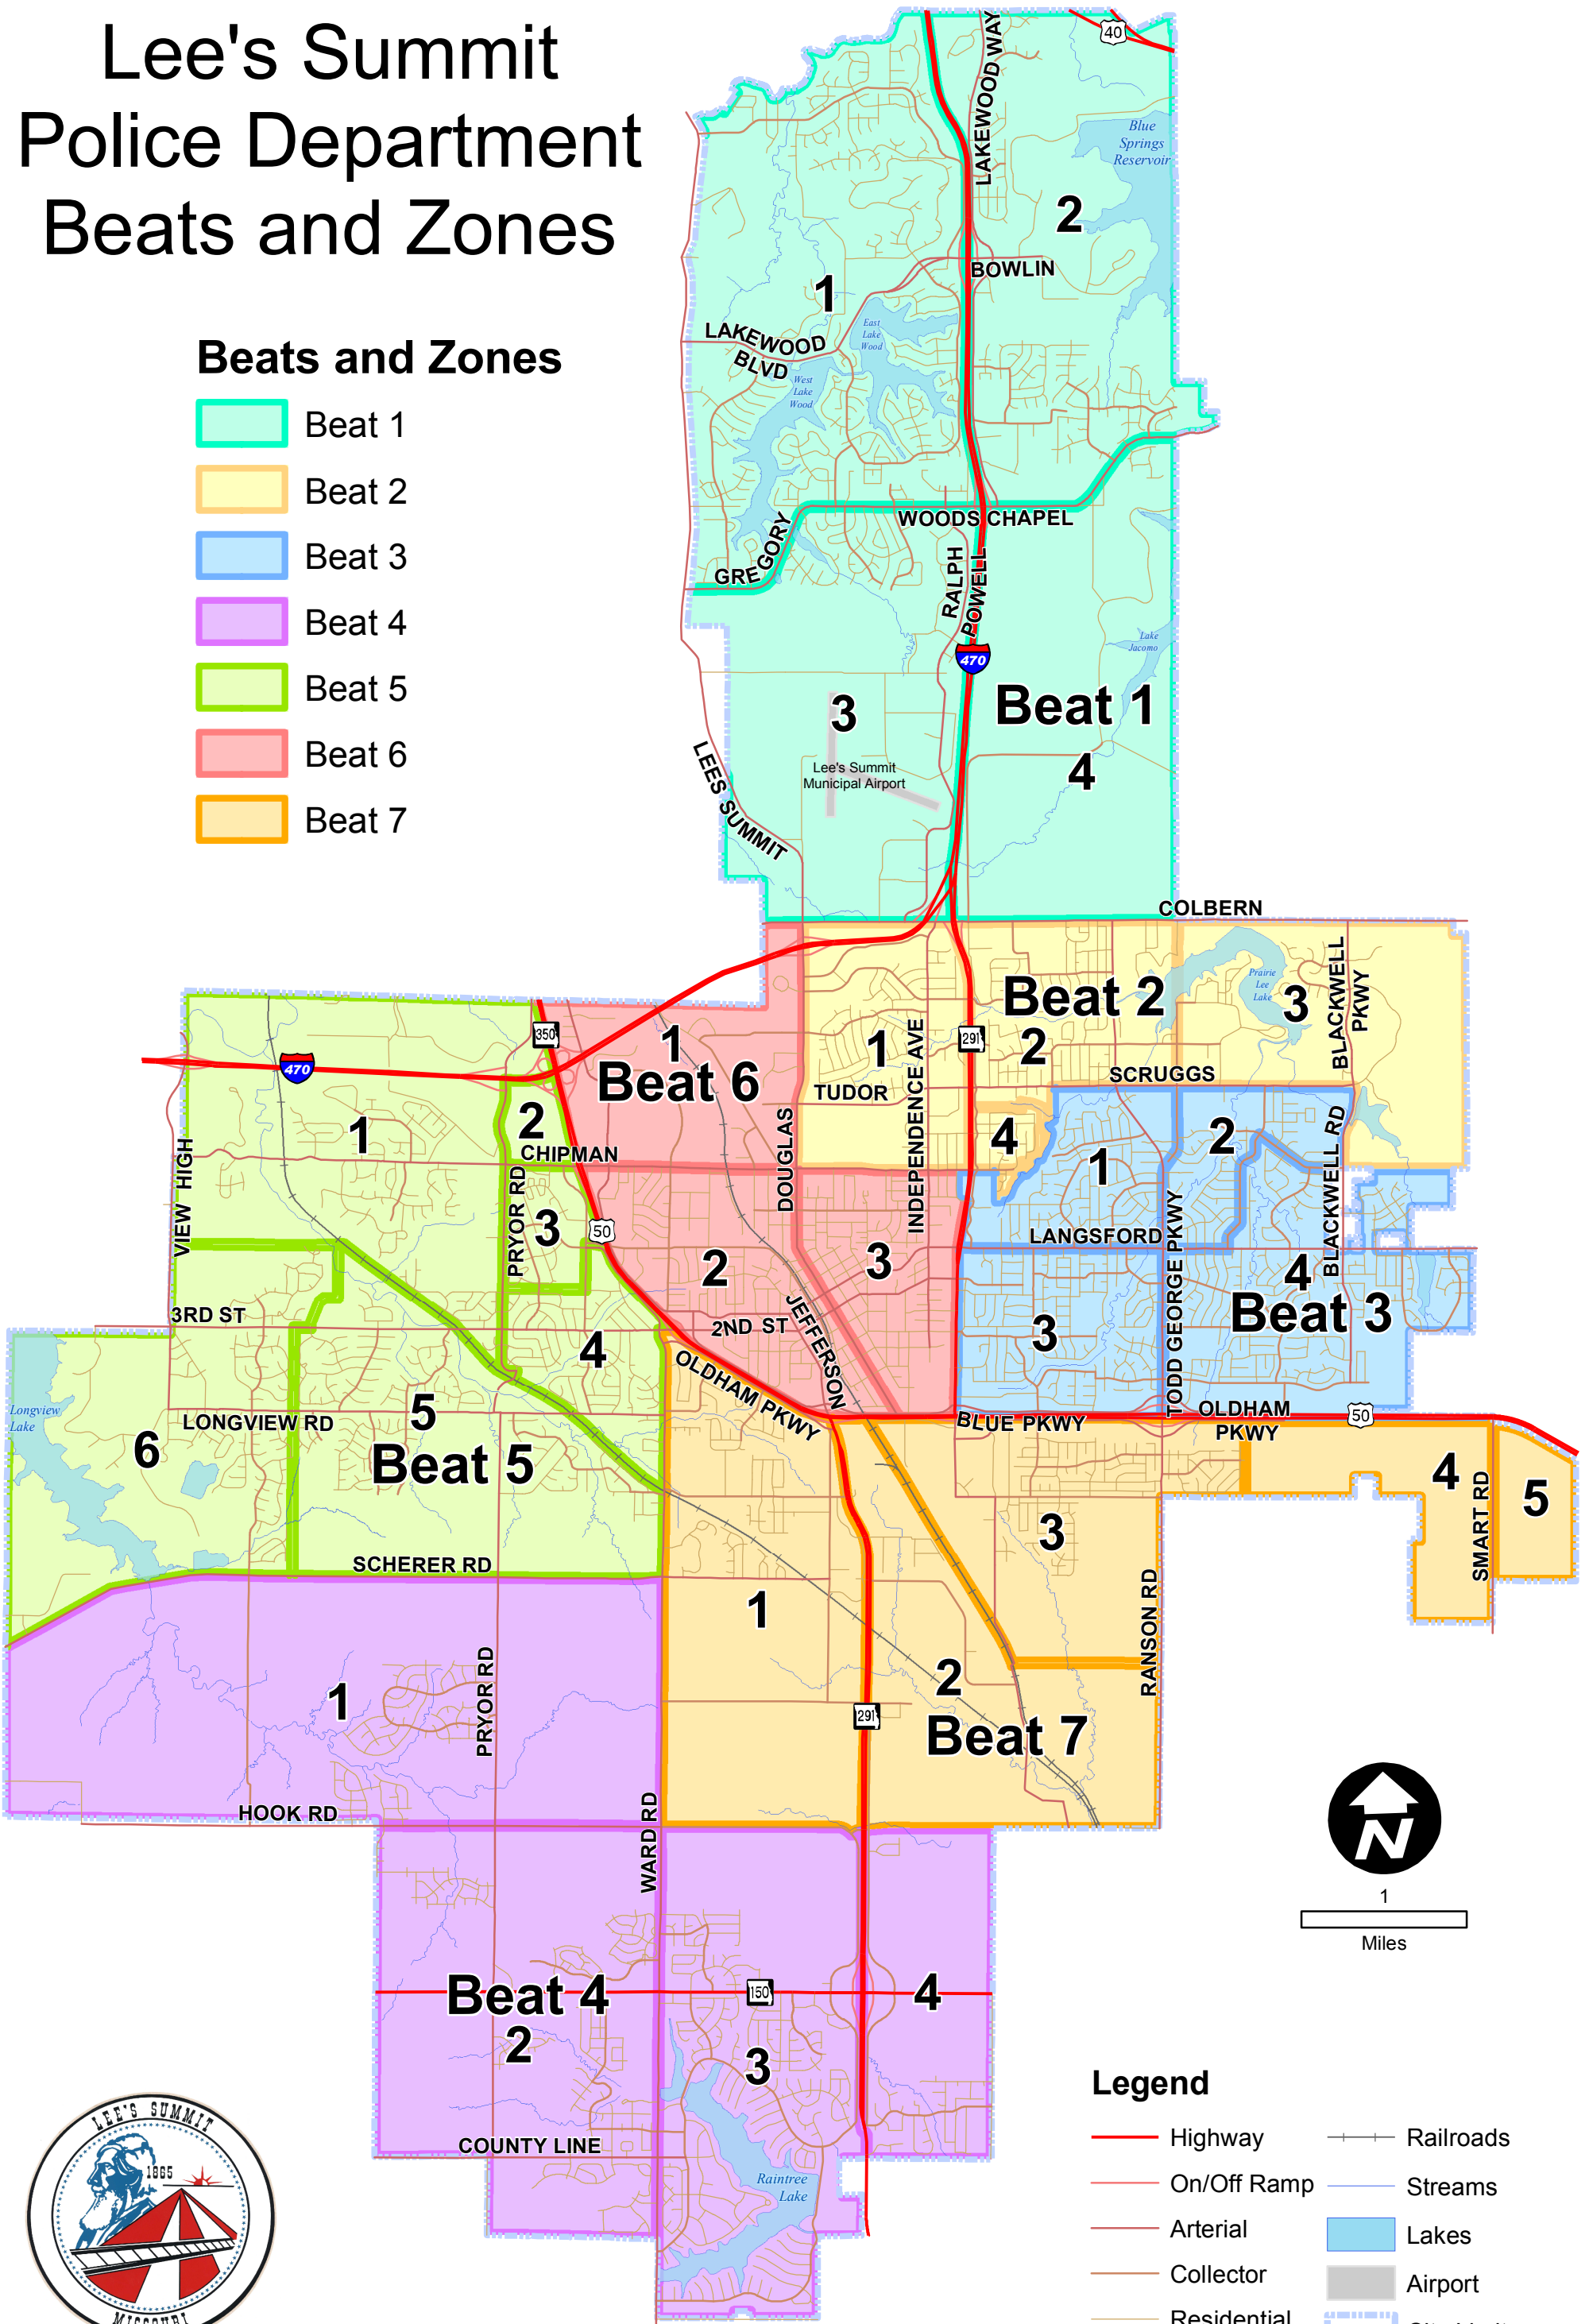 Lee's Summit
Police Department
Beats and Zones
Beats and Zones
Beat 1
Beat 2
Beat 3
Beat 4
Beat 5
Beat 6
Beat 7
40
LAKEWOOD WAY
Blue
Springs
Reservoir
2
BOWLIN
1
East
Lake
Wood
LAKEWOOD
BLVD
West
Lake
Wood
WOODS CHAPEL
GREGORY
RALPH
POWELL
Lake
Jacomo
470
Beat 1
3
4
Lee's Summit
Municipal Airport
LEES SUMMIT
COLBERN
BLACKWELL
PKWY
Prairie
Lee
Lake
Beat 2
3
350
1
291
1
2
470
Beat 6
SCRUGGS
TUDOR
INDEPENDENCE AVE
DOUGLAS
1
2
4
2
CHIPMAN
1
BLACKWELL RD
VIEW HIGH
PRYOR RD
3
50
LANGSFORD
TODD GEORGE PKWY
2
3
4
BLACKWELL RD
Beat 3
3RD ST
2ND ST
JEFFERSON
3
4
OLDHAM PKWY
Longview
Lake
5
LONGVIEW RD
6
Beat 5
BLUE PKWY
OLDHAM
PKWY
50
4
5
SMART RD
3
SCHERER RD
1
RANSON RD
1
PRYOR RD
2
291
Beat 7
HOOK RD
WARD RD
N
1
Miles
Beat 4
150
4
2
3
COUNTY LINE
Raintree
Lake
Legend
Highway
On/Off Ramp
Arterial
Collector
Residential
Railroads
Streams
Lakes
Airport
LEE'S SUMMIT
1865
MISSOURI